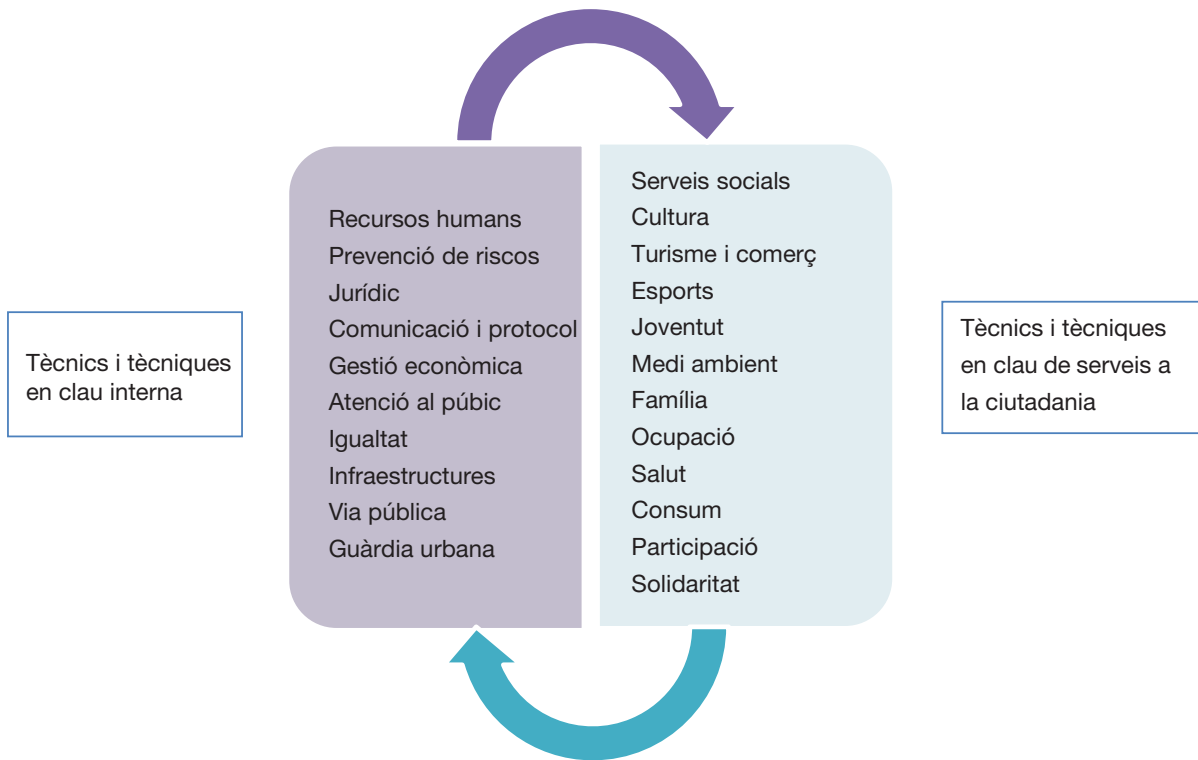 Tècnics i tècniques
en clau interna
Recursos humans
Prevenció de riscos
Jurídic
Comunicació i protocol
Gestió econòmica
Atenció al púbic
Igualtat
Infraestructures
Via pública
Guàrdia urbana
Serveis socials
Cultura
Turisme i comerç
Esports
Joventut
Medi ambient
Família
Ocupació
Salut
Consum
Participació
Solidaritat
Tècnics i tècniques
en clau de serveis a
la ciutadania